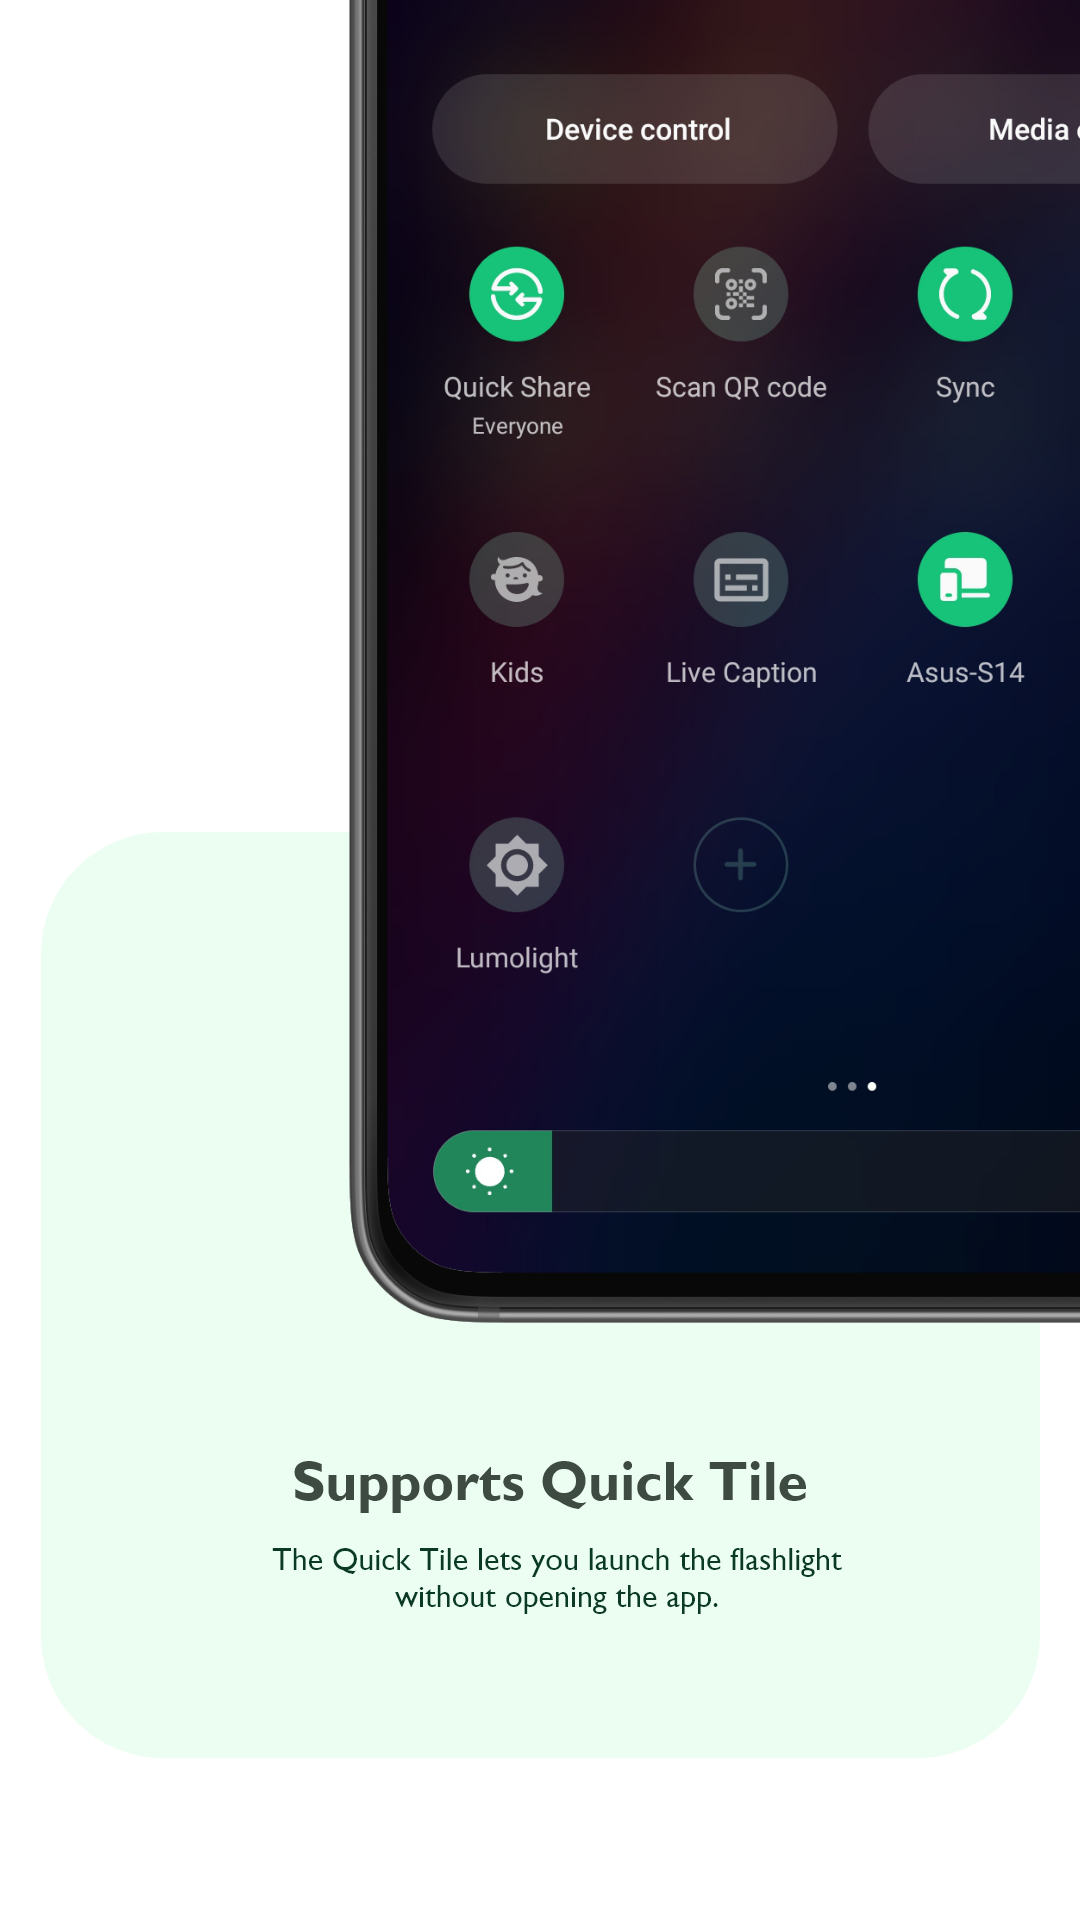 Device control
Media
Quick Share
Everyone
Scan QR code
Sync
Kids
Live Caption
Asus-S14
Lumolight
Supports Quick Tile
The Quick Tile lets you launch the flashlight
without opening the app.